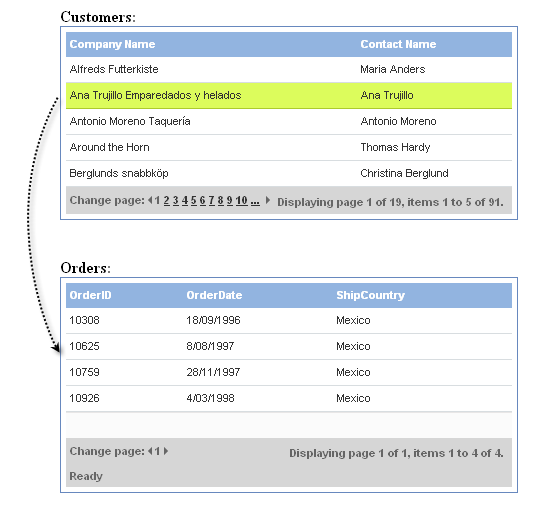 Customers:
Company Name Contact Name
Alfreds Futterkiste Maria Anders
Ana Trujillo Emparedados y helados Ana Trujillo
Antonio Moreno Taquería Antonio Moreno
Around the Horn Thomas Hardy
Berglunds snabbköp Christina Berglund
Change page: 1 2 3 4 5 6 7 8 9 10 ... Displaying page 1 of 19, items 1 to 5 of 91.
Orders:
OrderID OrderDate ShipCountry
10308 18/09/1996 Mexico
10625 8/08/1997 Mexico
10759 28/11/1997 Mexico
10926 4/03/1998 Mexico
Change page: 1 Displaying page 1 of 1, items 1 to 4 of 4.
Ready